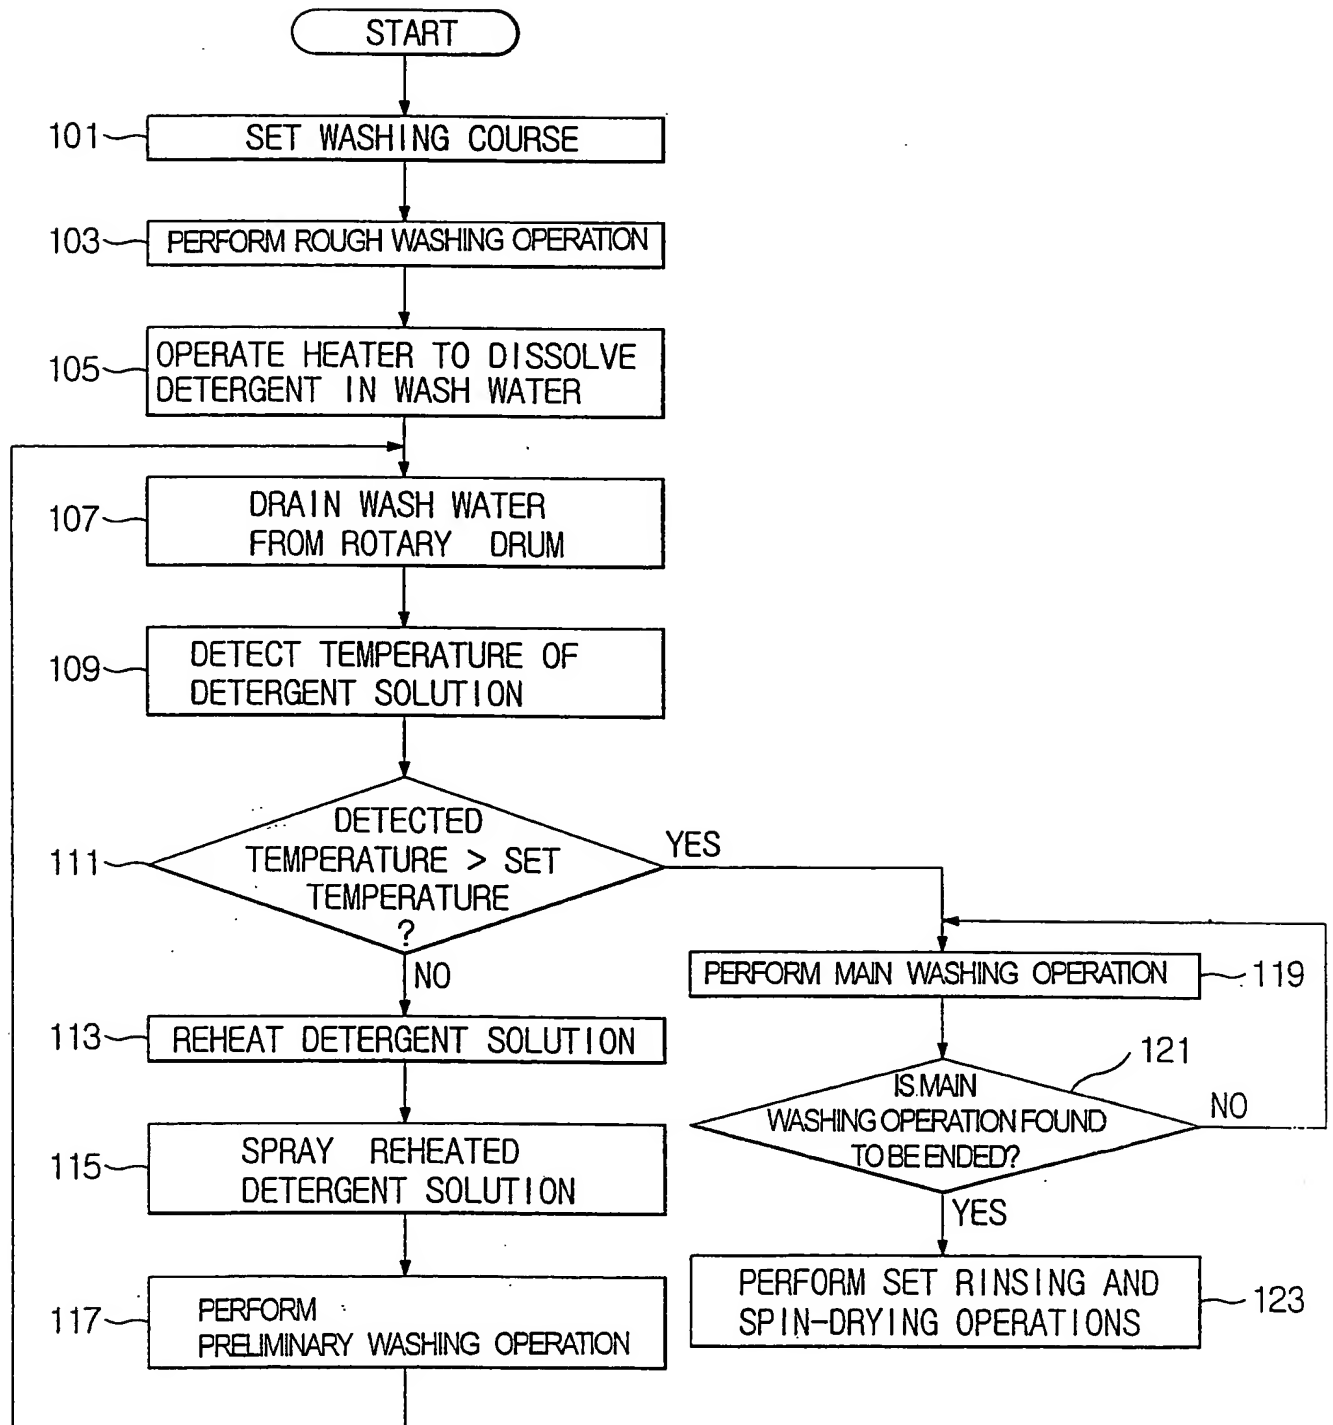 START
101
SET WASHING COURSE
103
PERFORM ROUGH WASHING OPERATION
105
OPERATE HEATER TO DISSOLVE
DETERGENT IN WASH WATER
107
DRAIN WASH WATER
FROM ROTARY DRUM
109
DETECT TEMPERATURE OF
DETERGENT SOLUTION
111
DETECTED
TEMPERATURE > SET
TEMPERATURE
?
YES
NO
113
REHEAT DETERGENT SOLUTION
115
SPRAY REHEATED
DETERGENT SOLUTION
117
PERFORM
PRELIMINARY WASHING OPERATION
PERFORM MAIN WASHING OPERATION
119
121
IS MAIN
WASHING OPERATION FOUND
TO BE ENDED?
NO
YES
PERFORM SET RINSING AND
SPIN-DRYING OPERATIONS
123